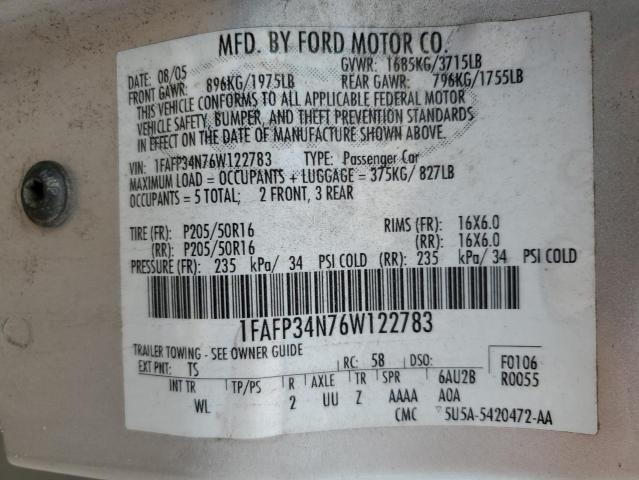 MFD. BY FORD MOTOR CO.
DATE: 08/05 GVWR: 1685KG/3715LB
FRONT GAWR: 896KG/1975LB REAR GAWR: 796KG/1755LB
THIS VEHICLE CONFORMS TO ALL APPLICABLE FEDERAL MOTOR
VEHICLE SAFETY, BUMPER, AND THEFT PREVENTION STANDARDS
IN EFFECT ON THE DATE OF MANUFACTURE SHOWN ABOVE.
VIN: 1FAFP34N76W122783 TYPE: Passenger Car
MAXIMUM LOAD = OCCUPANTS + LUGGAGE = 375KG/ 827LB
OCCUPANTS = 5 TOTAL; 2 FRONT, 3 REAR
TIRE (FR): P205/50R16 RIMS (FR): 16X6.0
(RR): P205/50R16 (RR): 16X6.0
PRESSURE (FR): 235 kPa/ 34 PSI COLD (RR): 235 kPa/ 34 PSI COLD
1FAFP34N76W122783
TRAILER TOWING - SEE OWNER GUIDE
EXT PNT: TS RC: 58 DSO: F0106
INT TR TP/PS R AXLE TR SPR 6AU2B R0055
WL 2 UU Z AAAA AOA
CMC 5U5A-5420472-AA